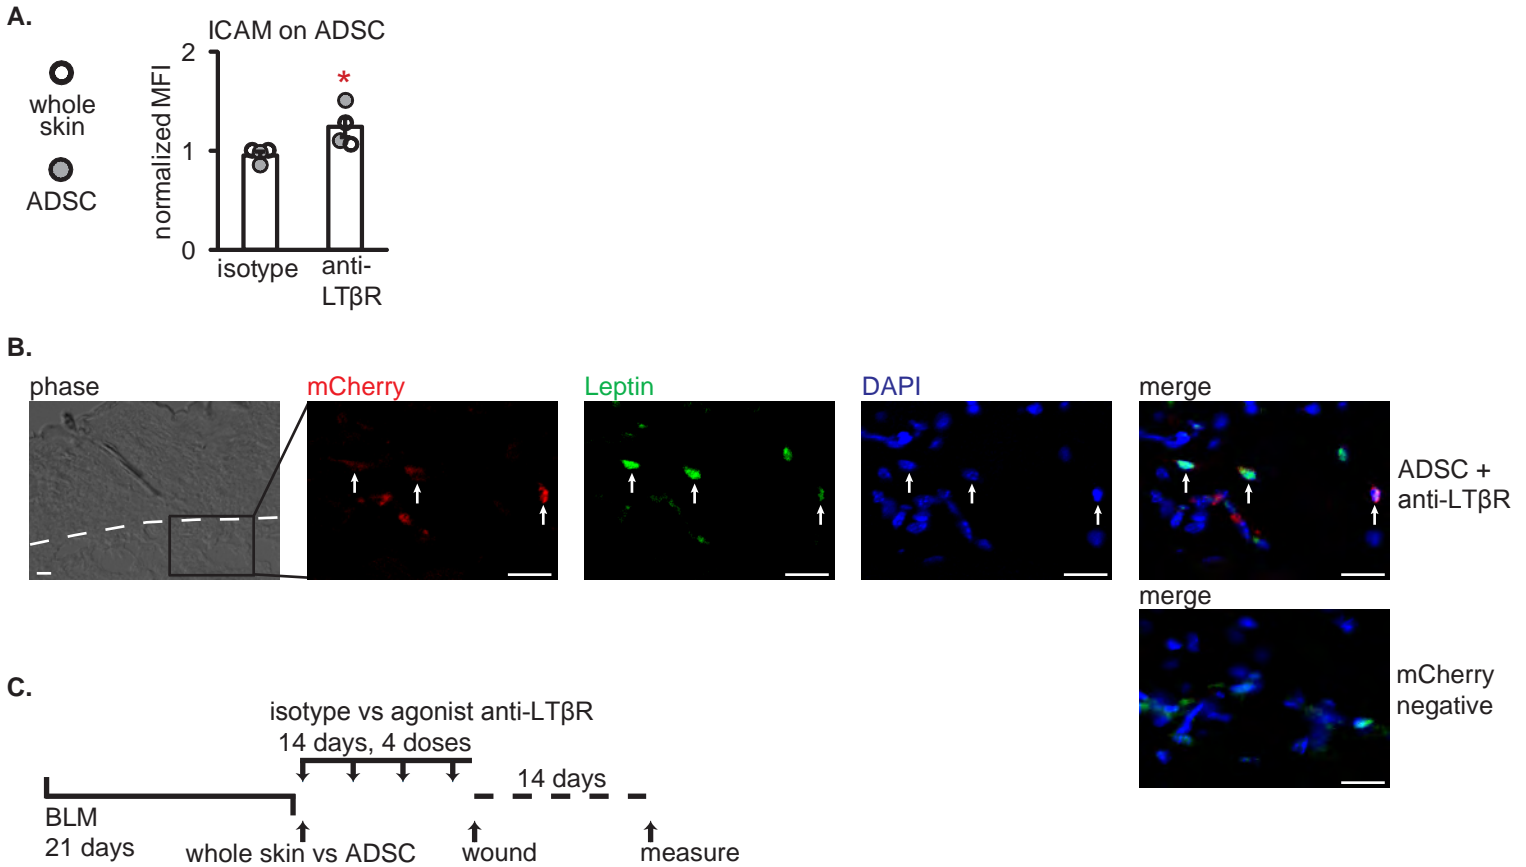 A.
ICAM on ADSC
whole
skin
ADSC
normalized MFI
2
1
0
*
isotype
anti-
LTβR
B.
phase
mCherry
Leptin
DAPI
merge
ADSC +
anti-LTβR
merge
mCherry
negative
C.
isotype vs agonist anti-LTβR
14 days, 4 doses
14 days
BLM
21 days
whole skin vs ADSC
wound
measure